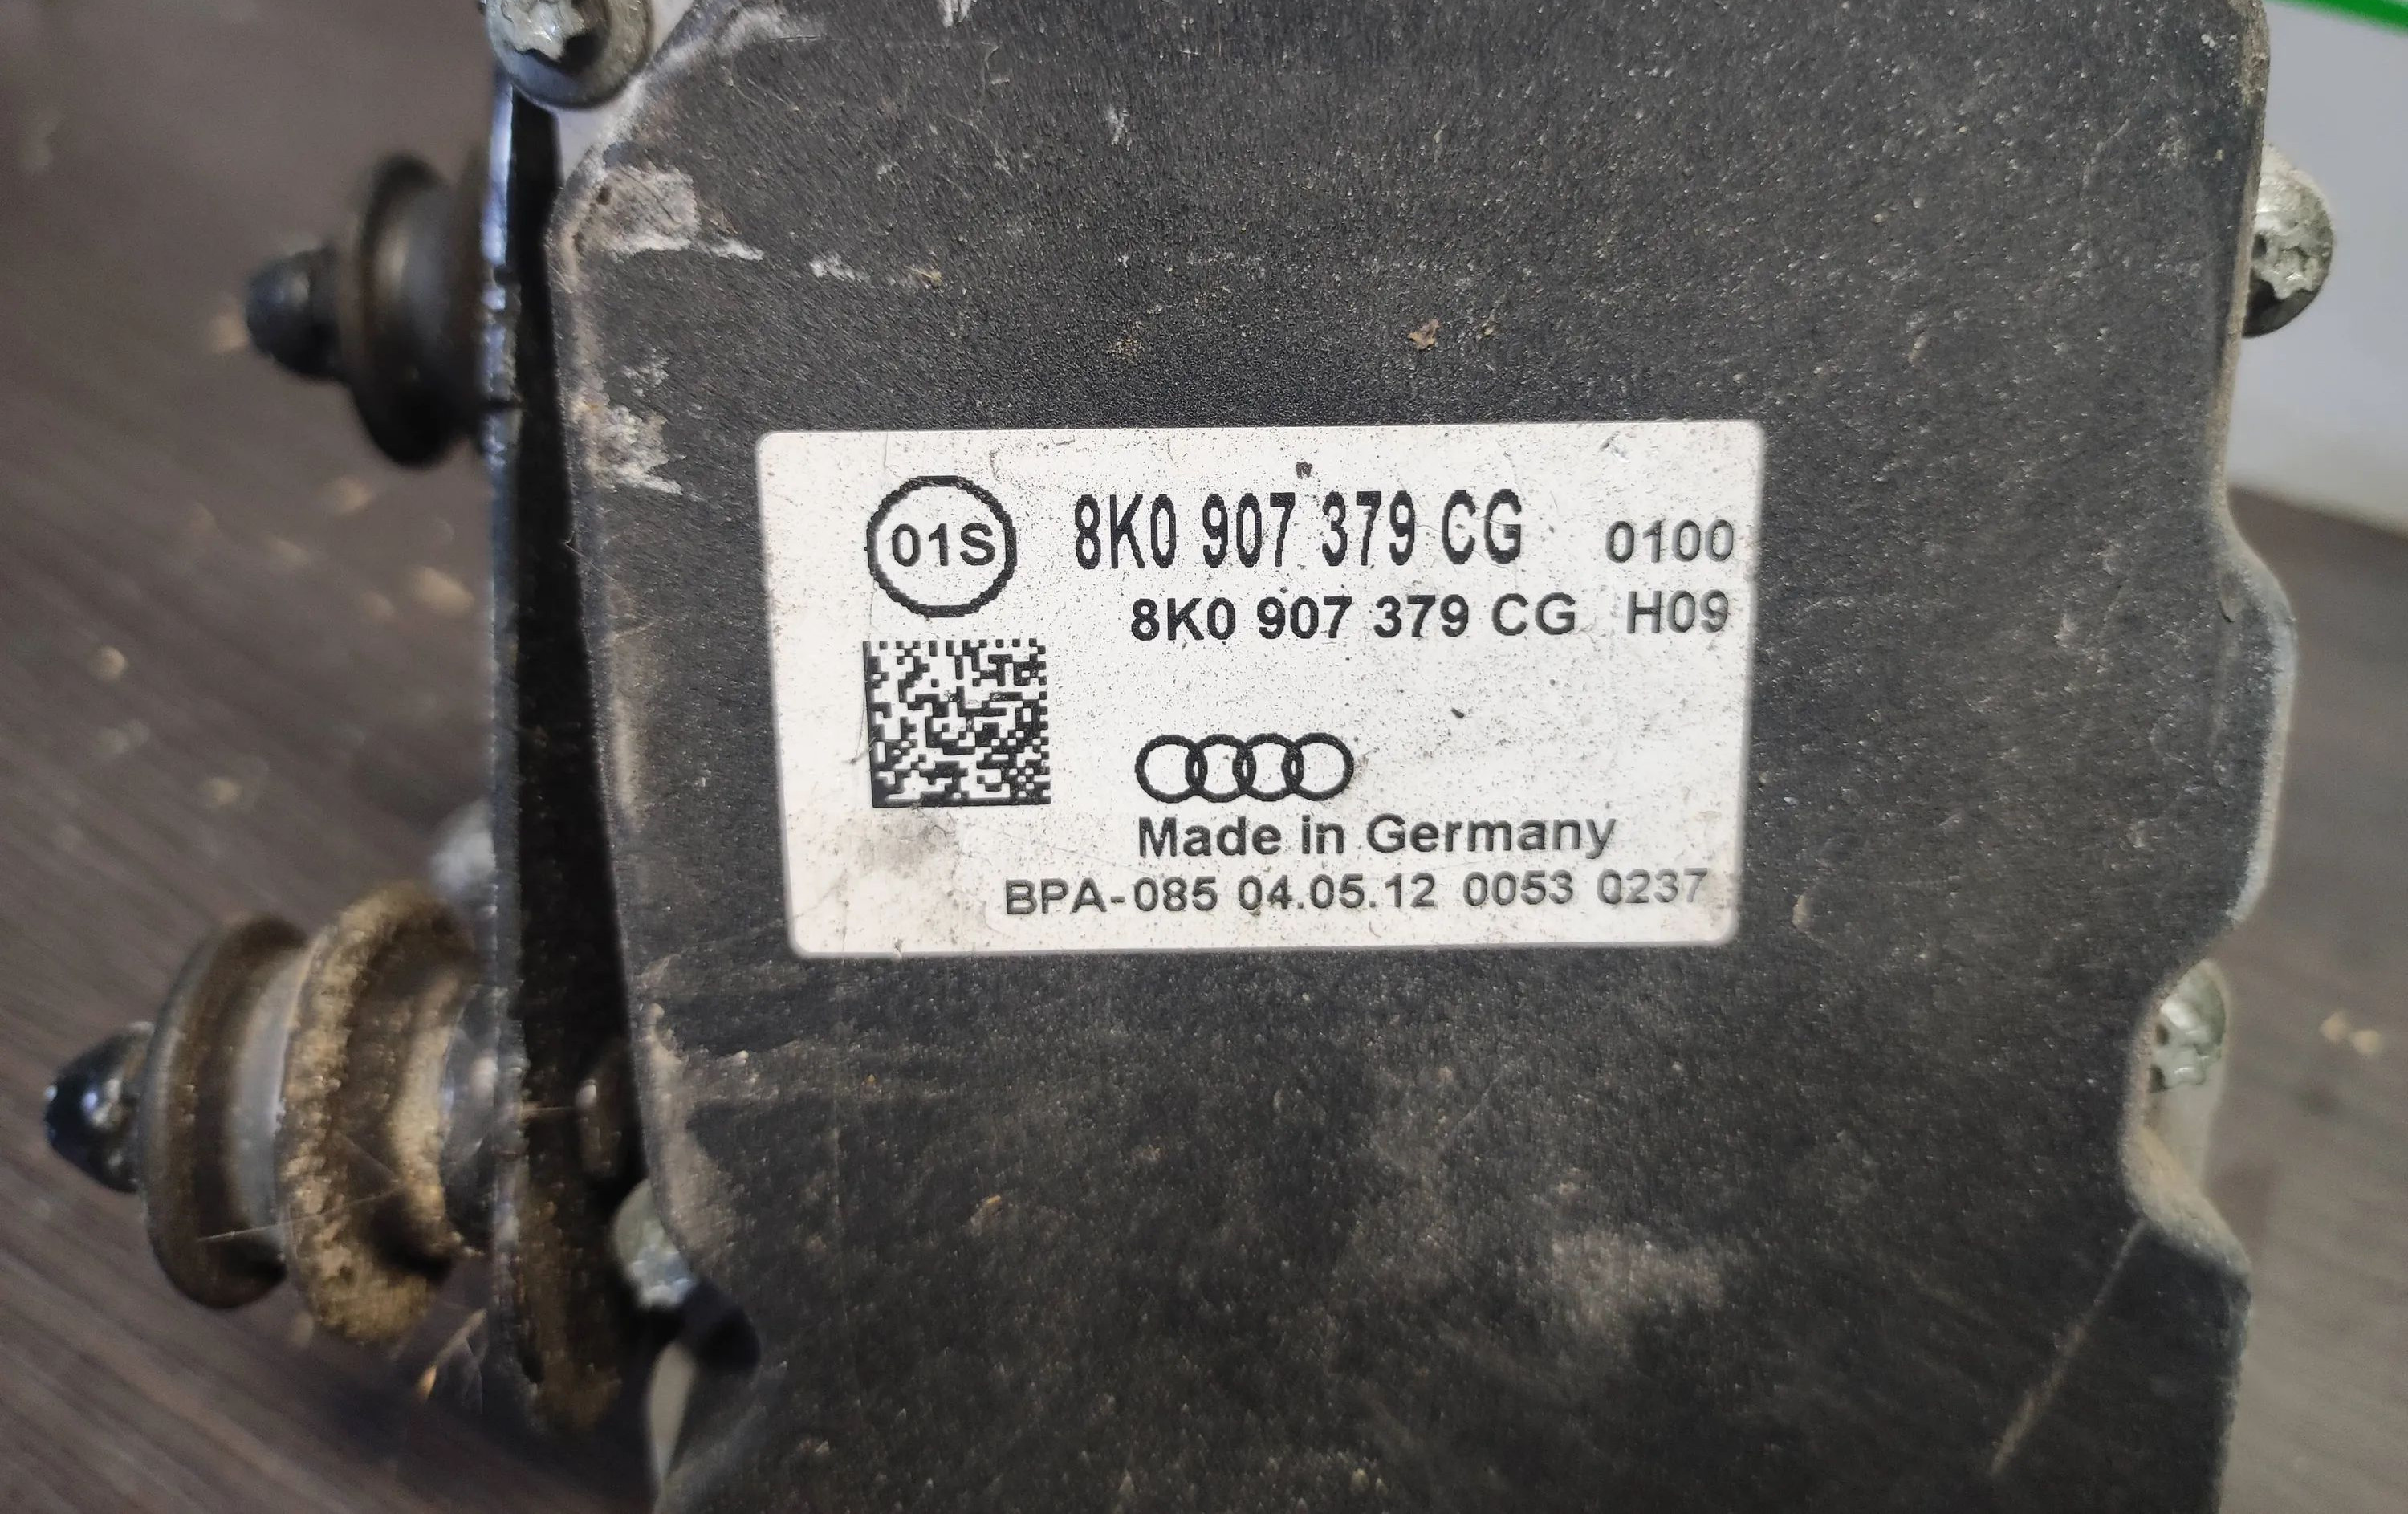 01S 8K0 907 379 CG 0100
8K0 907 379 CG H09
Made in Germany
BPA-085 04.05.12 0053 0237